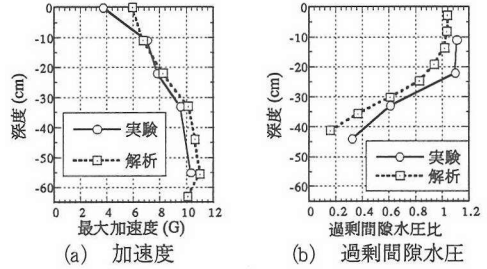 0
-10
-20
-30
-40
-50
-60
深度 (cm)
実験
解析
0 2 4 6 8 10 12
最大加速度 (G)
(a) 加速度
0
-10
-20
-30
-40
-50
-60
深度 (cm)
実験
解析
0 0.2 0.4 0.6 0.8 1 1.2
過剰間隙水圧比
(b) 過剰間隙水圧